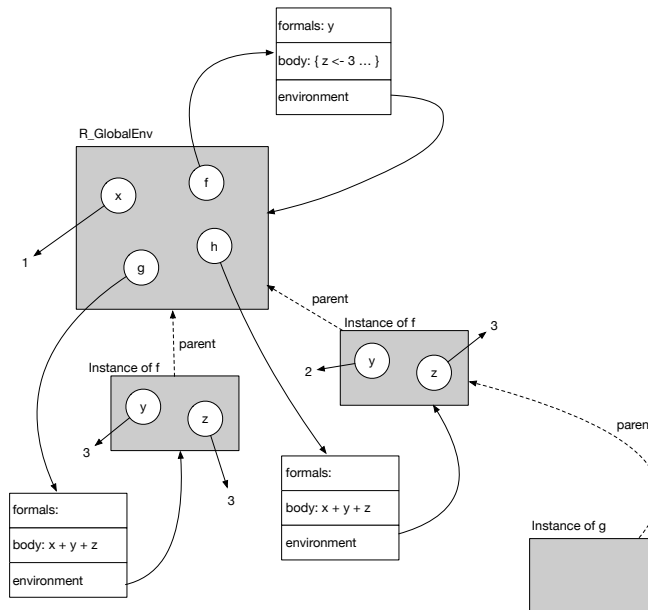 formals: y
body: { z <- 3 ... }
environment
R_GlobalEnv
x
f
h
g
1
parent
Instance of f
3
y
z
2
parent
Instance of f
y
z
3
3
parent
formals:
body: x + y + z
environment
formals:
body: x + y + z
environment
Instance of g